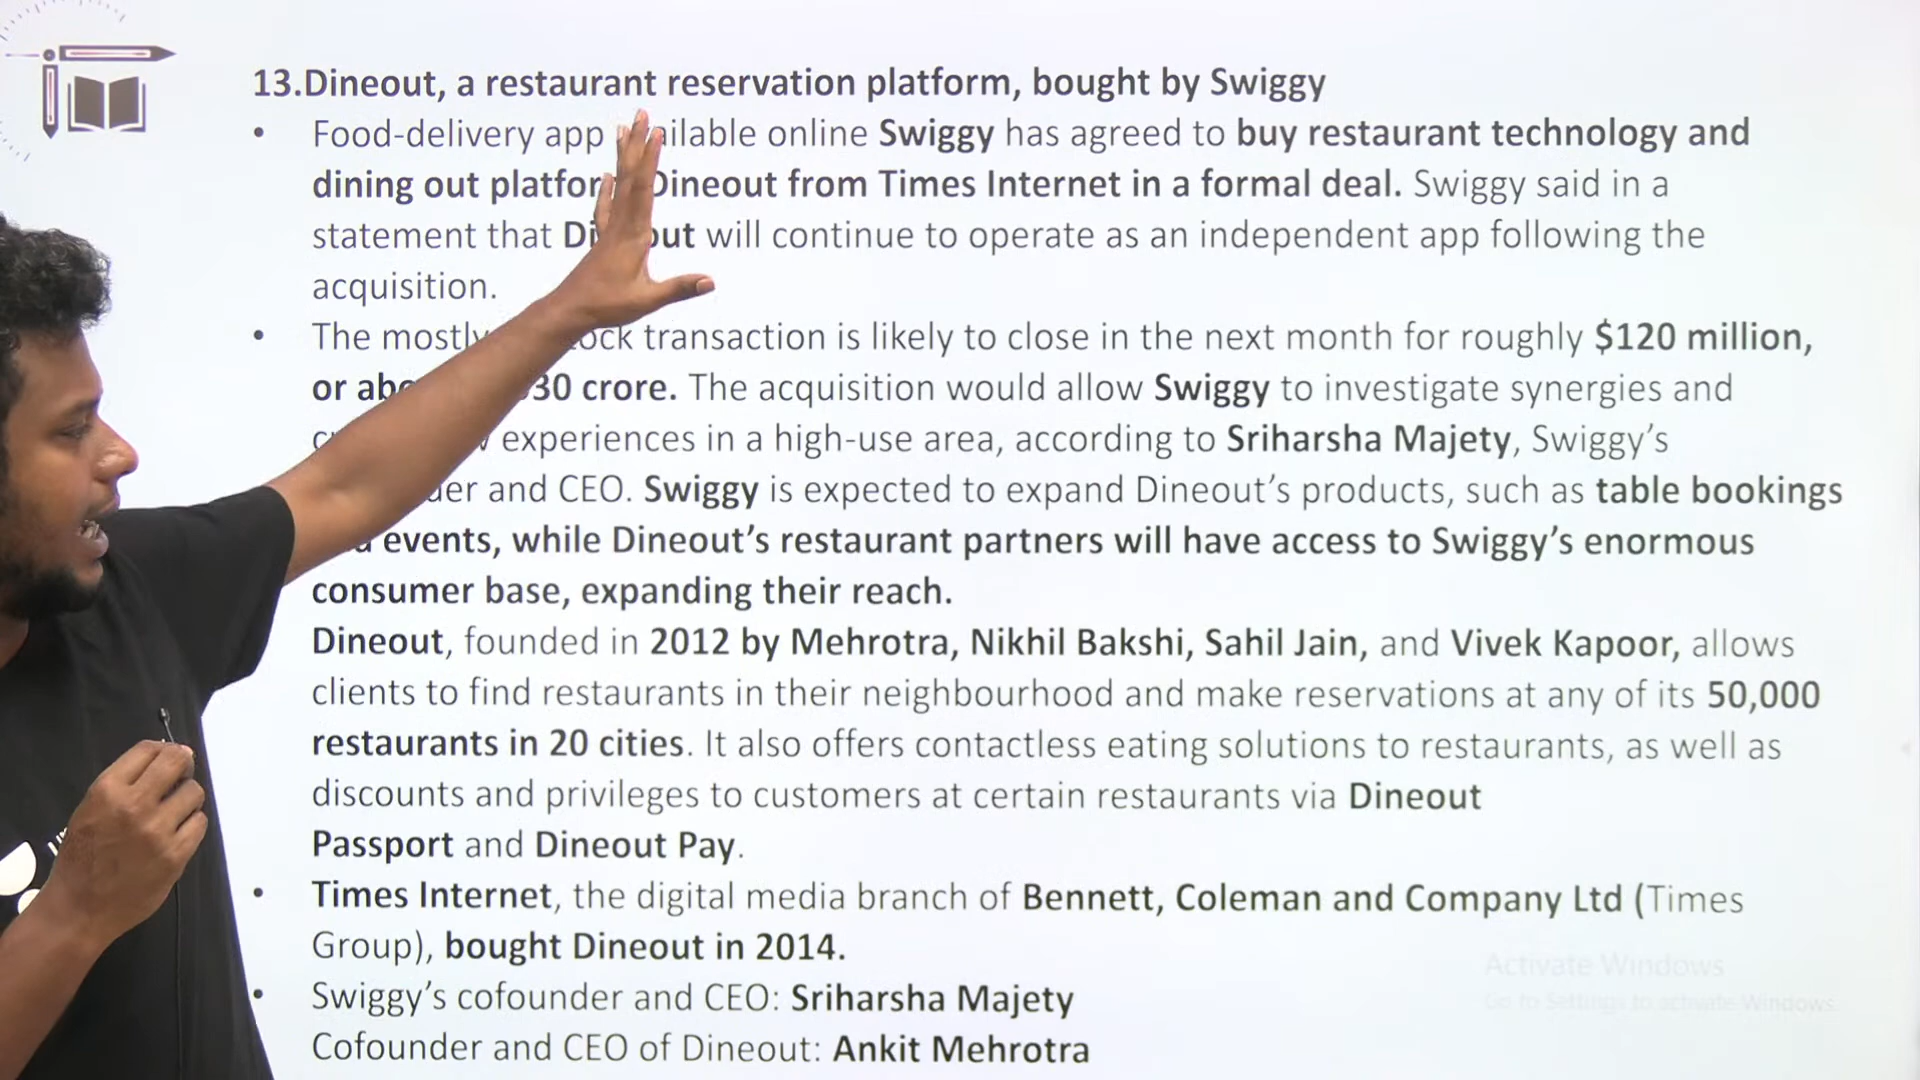 13.Dineout, a restaurant reservation platform, bought by Swiggy
• Food-delivery app online Swiggy has agreed to buy restaurant technology and
dining out Dineout from Times Internet in a formal deal. Swiggy said in a
statement that will continue to operate as an independent app following the
acquisition.
• The transaction is likely to close in the next month for roughly $120 million,
or crore. The acquisition would allow Swiggy to investigate synergies and
experiences in a high-use area, according to Sriharsha Majety, Swiggy's
and CEO. Swiggy is expected to expand Dineout's products, such as table bookings
events, while Dineout's restaurant partners will have access to Swiggy's enormous
consumer base, expanding their reach.
Dineout, founded in 2012 by Mehrotra, Nikhil Bakshi, Sahil Jain, and Vivek Kapoor, allows
clients to find restaurants in their neighbourhood and make reservations at any of its 50,000
restaurants in 20 cities. It also offers contactless eating solutions to restaurants, as well as
discounts and privileges to customers at certain restaurants via Dineout
Passport and Dineout Pay.
• Times Internet, the digital media branch of Bennett, Coleman and Company Ltd (Times
Group), bought Dineout in 2014.
• Swiggy's cofounder and CEO: Sriharsha Majety
Cofounder and CEO of Dineout: Ankit Mehrotra
Activate Windows
Go to Settings to activate Windows.